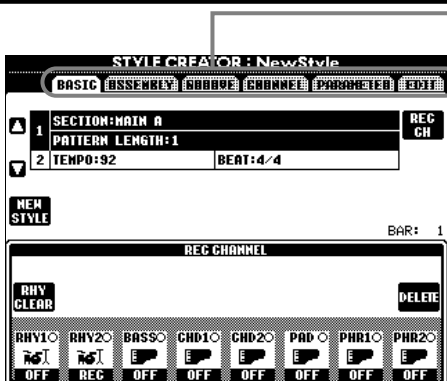 STYLE CREATOR : NewStyle
BASIC ASSEMBLY GROOVE CHANNEL PARAMETER EDIT
1 SECTION:MAIN A
PATTERN LENGTH:1
2 TEMPO:92 BEAT:4/4
REC CH
NEW STYLE
BAR: 1
REC CHANNEL
RHY CLEAR
DELETE
RHY1 RHY2 BASS CHD1 CHD2 PAD PHR1 PHR2
OFF REC OFF OFF OFF OFF OFF OFF